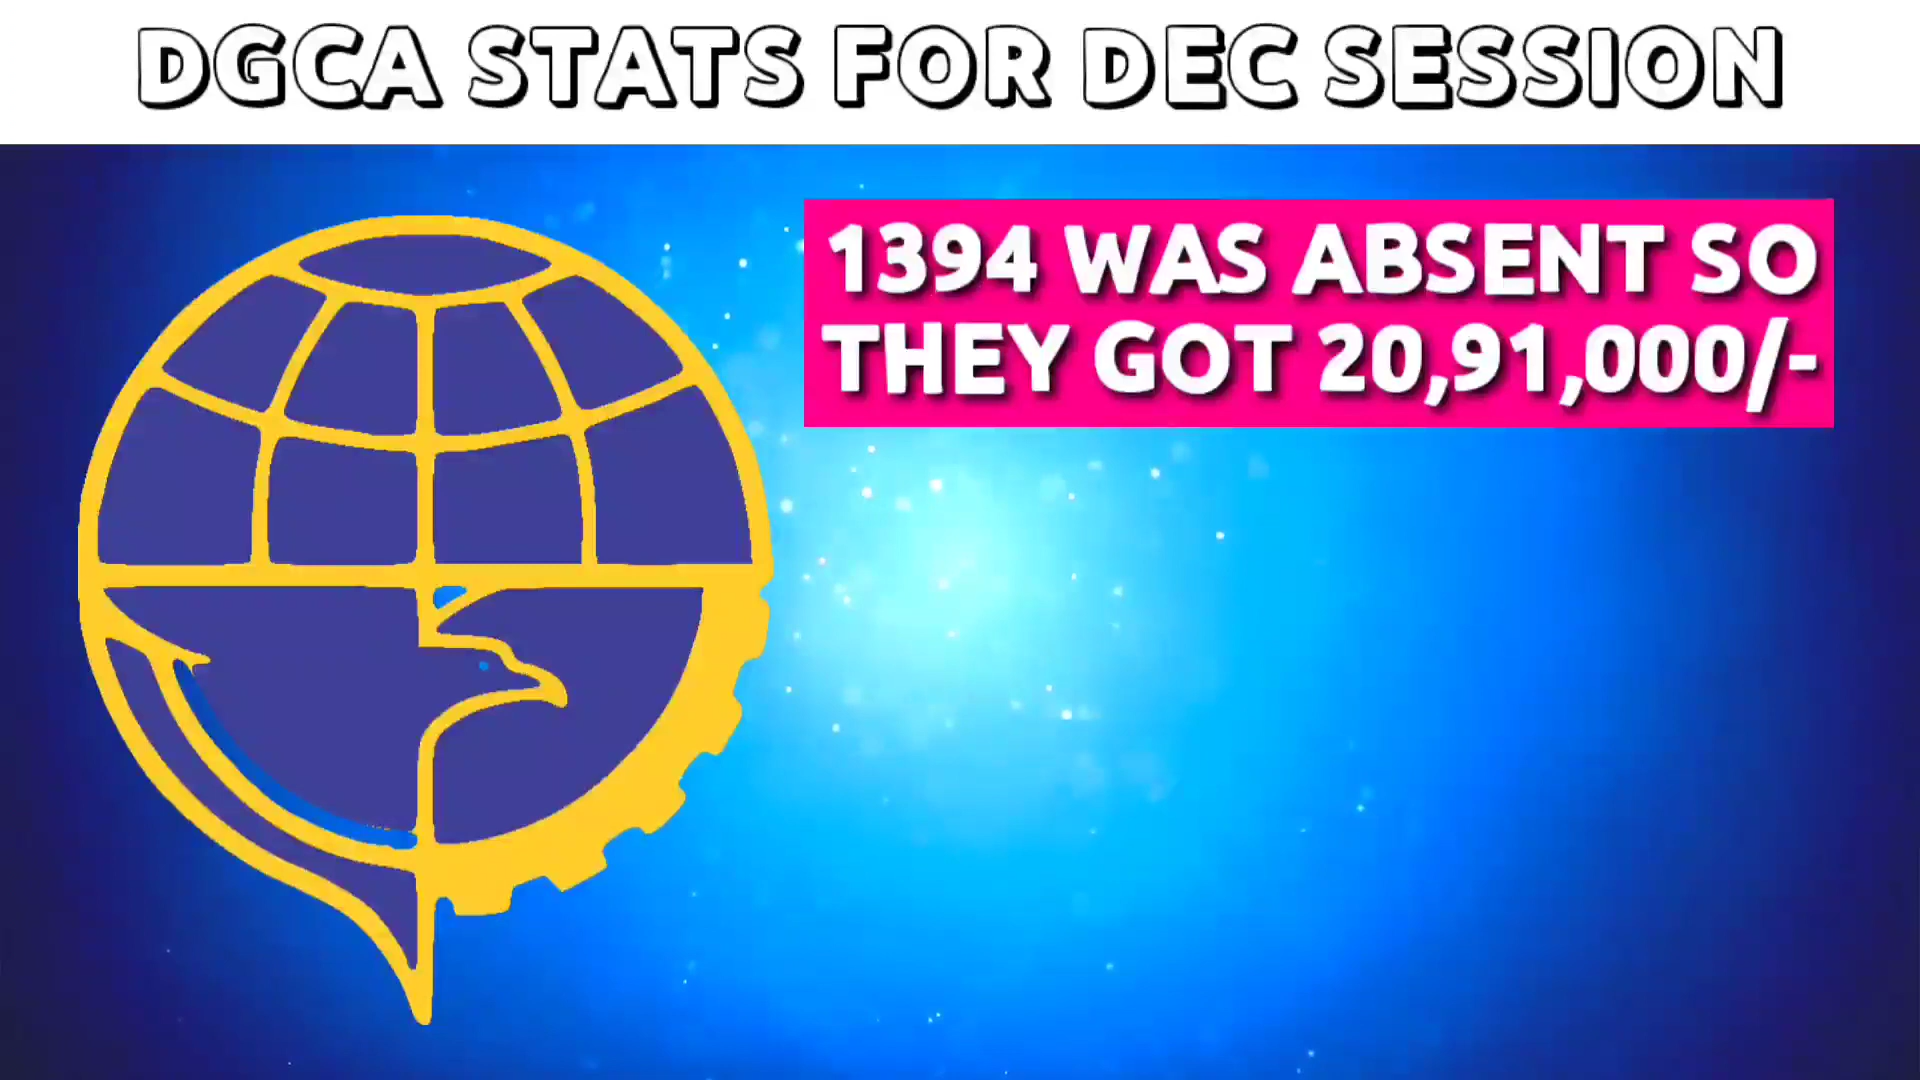 DGCA STATS FOR DEC SESSION
1394 WAS ABSENT SO
THEY GOT 20,91,000/-